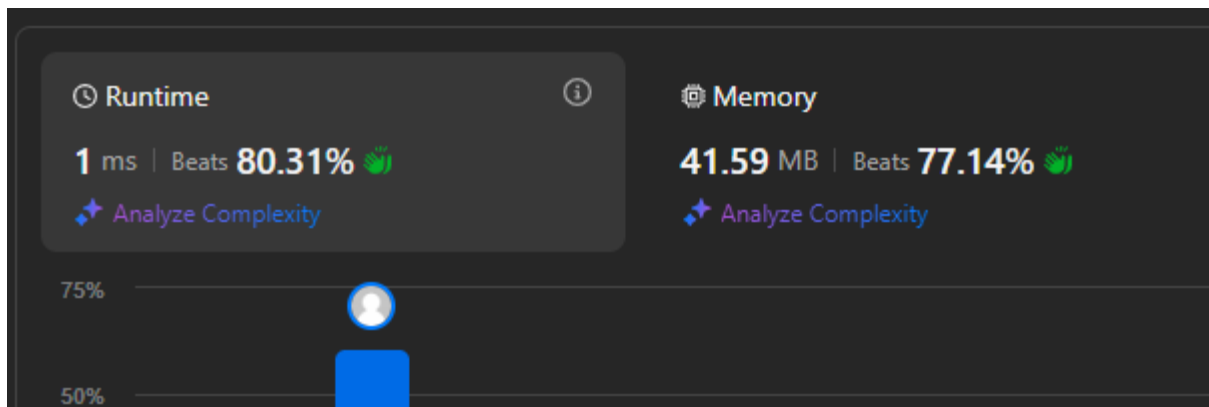 Runtime
1 ms | Beats 80.31%
Analyze Complexity
Memory
41.59 MB | Beats 77.14%
Analyze Complexity
75%
50%